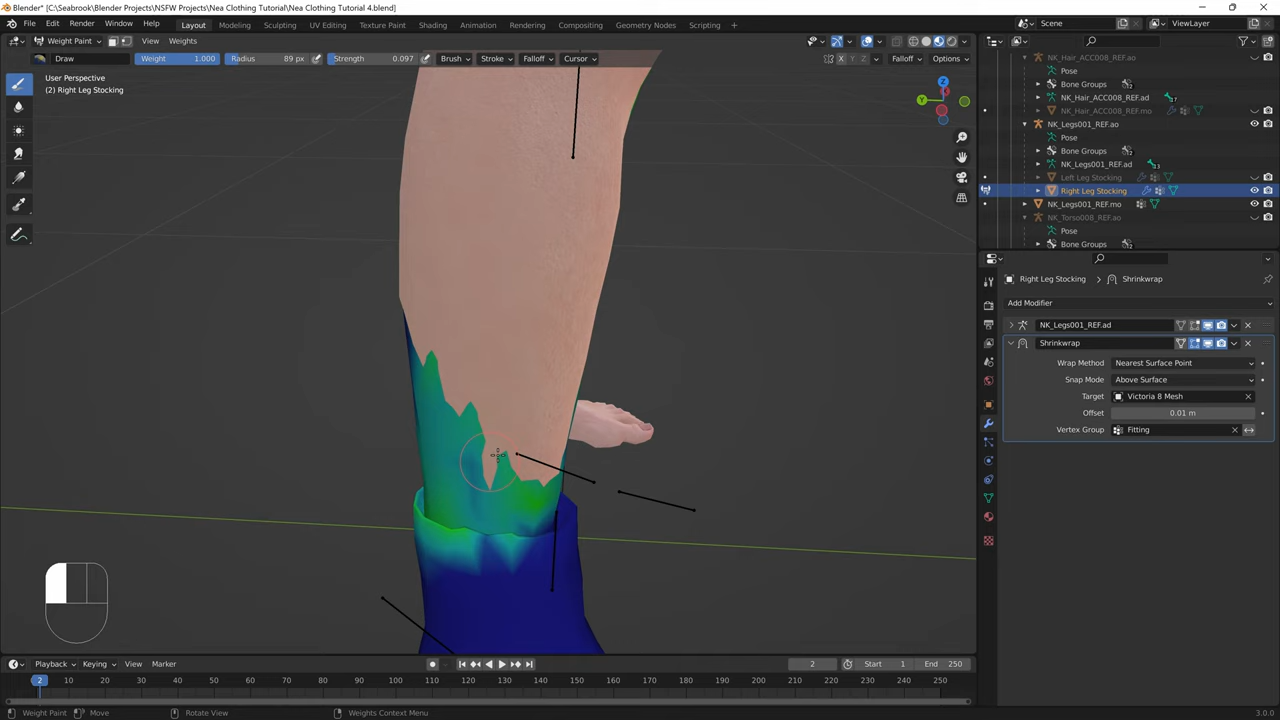 Blender* [C:\Seabrook\Blender Projects\NSFW Projects\Nea Clothing Tutorial\Nea Clothing Tutorial 4.blend]
File Edit Render Window Help Layout Modeling Sculpting UV Editing Texture Paint Shading Animation Rendering Compositing Geometry Nodes Scripting + Scene ViewLayer
Weight Paint View Weights
Draw Weight 1.000 Radius 89 px Strength 0.097 Brush Stroke Falloff Cursor X Y Z Falloff Options
User Perspective
(2) Right Leg Stocking
Z
Y
NK_Hair_ACC008_REF.ao
Pose
Bone Groups
NK_Hair_ACC008_REF.ad
NK_Hair_ACC008_REF.mo
NK_Legs001_REF.ao
Pose
Bone Groups
NK_Legs001_REF.ad
Left Leg Stocking
Right Leg Stocking
NK_Legs001_REF.mo
NK_Torso008_REF.ao
Pose
Bone Groups
Right Leg Stocking > Shrinkwrap
Add Modifier
NK_Legs001_REF.ad
Shrinkwrap
Wrap Method Nearest Surface Point
Snap Mode Above Surface
Target Victoria 8 Mesh
Offset 0.01 m
Vertex Group Fitting
Playback Keying View Marker 2 Start 1 End 250
2 10 20 30 40 50 60 70 80 90 100 110 120 130 140 150 160 170 180 190 200 210 220 230 240 250
Weight Paint Move Rotate View Weights Context Menu 3.0.0